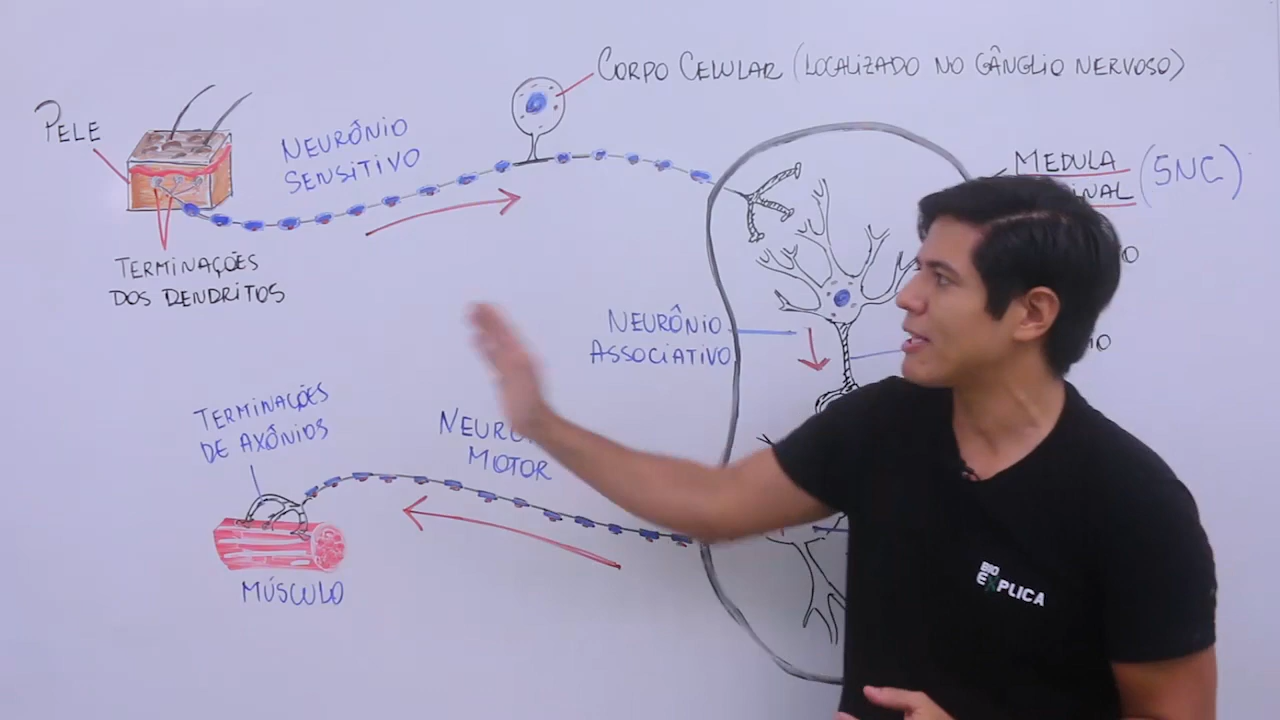 CORPO CELULAR (LOCALIZADO NO GÂNGLIO NERVOSO)
PELE
NEURÔNIO
SENSITIVO
MEDULA
(SNC)
TERMINAÇÕES
DOS DENDRITOS
NEURÔNIO
ASSOCIATIVO
TERMINAÇÕES
DE AXÔNIOS
MOTOR
MÚSCULO
BIO
EXPLICA